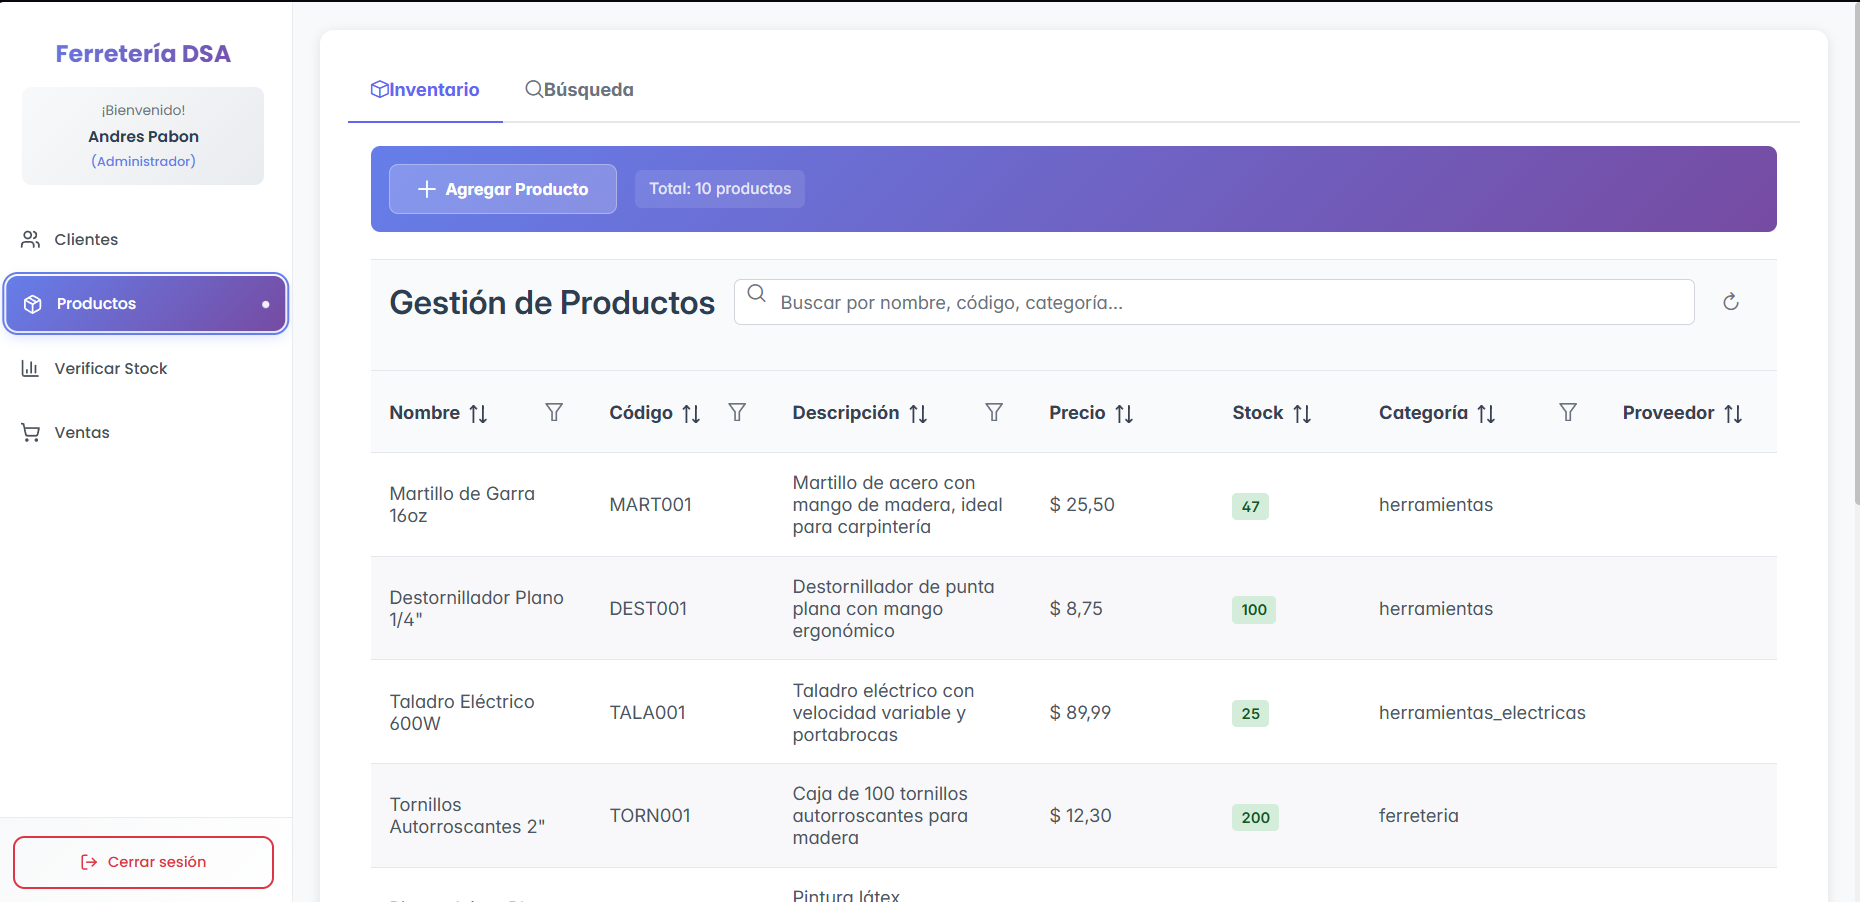 Ferretería DSA
¡Bienvenido!
Andres Pabon
(Administrador)
Clientes
Productos
Verificar Stock
Ventas
Cerrar sesión
Inventario
Búsqueda
Agregar Producto
Total: 10 productos
Gestión de Productos
Buscar por nombre, código, categoría...
Nombre Código Descripción Precio Stock Categoría Proveedor
Martillo de Garra
16oz
MART001
Martillo de acero con
mango de madera, ideal
para carpintería
$ 25,50
47
herramientas
Destornillador Plano
1/4"
DEST001
Destornillador de punta
plana con mango
ergonómico
$ 8,75
100
herramientas
Taladro Eléctrico
600W
TALA001
Taladro eléctrico con
velocidad variable y
portabrocas
$ 89,99
25
herramientas_electricas
Tornillos
Autorroscantes 2"
TORN001
Caja de 100 tornillos
autorroscantes para
madera
$ 12,30
200
ferreteria
Pintura látex